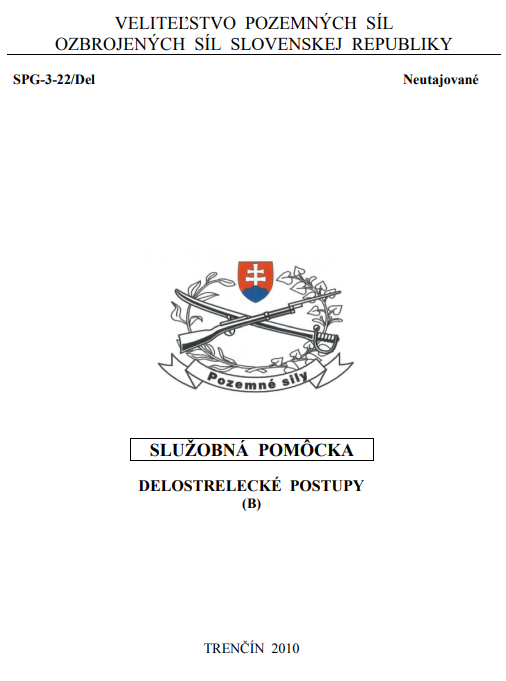 VELITEĽSTVO POZEMNÝCH SÍL
OZBROJENÝCH SÍL SLOVENSKEJ REPUBLIKY
SPG-3-22/Del Neutajované
Pozemné sily
SLUŽOBNÁ POMÔCKA
DELOSTRELECKÉ POSTUPY
(B)
TRENČÍN 2010